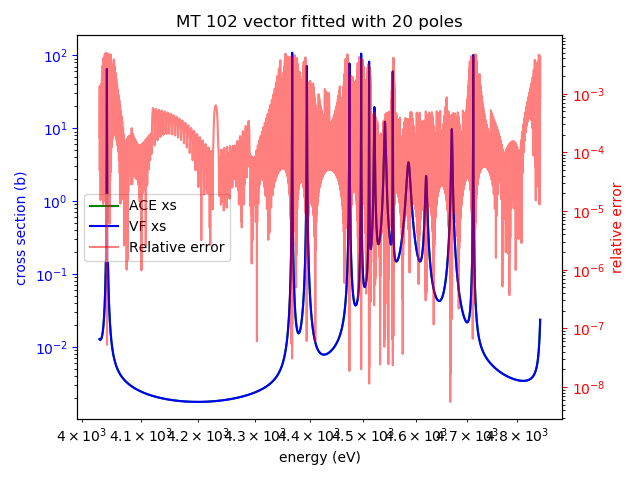 MT 102 vector fitted with 20 poles
10²
10¹
10⁰
10⁻¹
10⁻²
cross section (b)
ACE xs
VF xs
Relative error
10⁻³
10⁻⁴
10⁻⁵
10⁻⁶
10⁻⁷
10⁻⁸
relative error
4 × 10³ 4.1 × 10³ 4.2 × 10³ 4.3 × 10³ 4.4 × 10³ 4.5 × 10³ 4.6 × 10³ 4.7 × 10³ 4.8 × 10³
energy (eV)